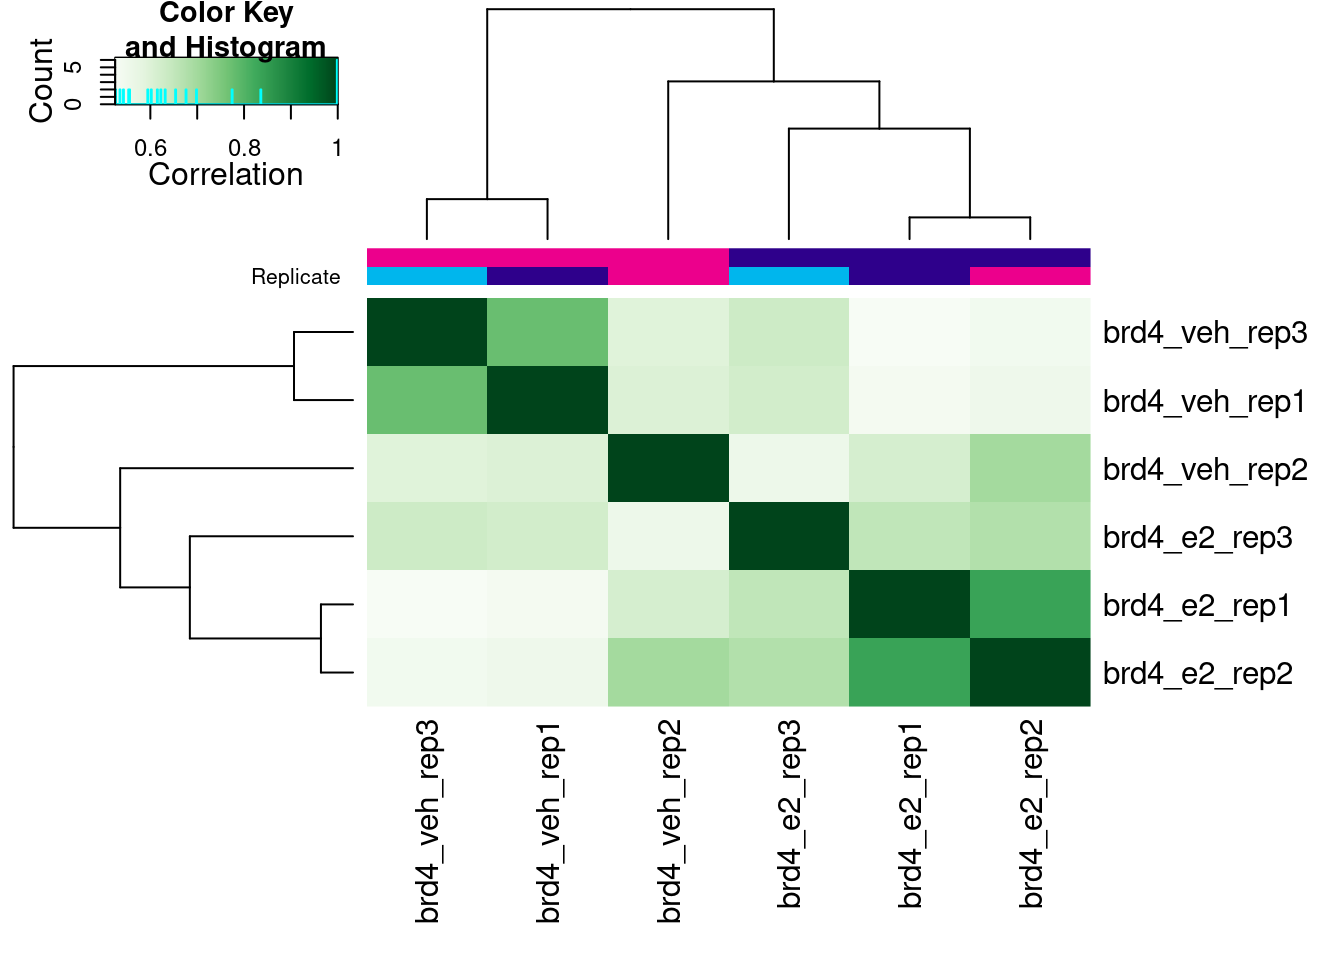 Color Key
and Histogram
Count
0 5
0.6 0.8 1
Correlation
Replicate
brd4_veh_rep3
brd4_veh_rep1
brd4_veh_rep2
brd4_e2_rep3
brd4_e2_rep1
brd4_e2_rep2
brd4_veh_rep3
brd4_veh_rep1
brd4_veh_rep2
brd4_e2_rep3
brd4_e2_rep1
brd4_e2_rep2